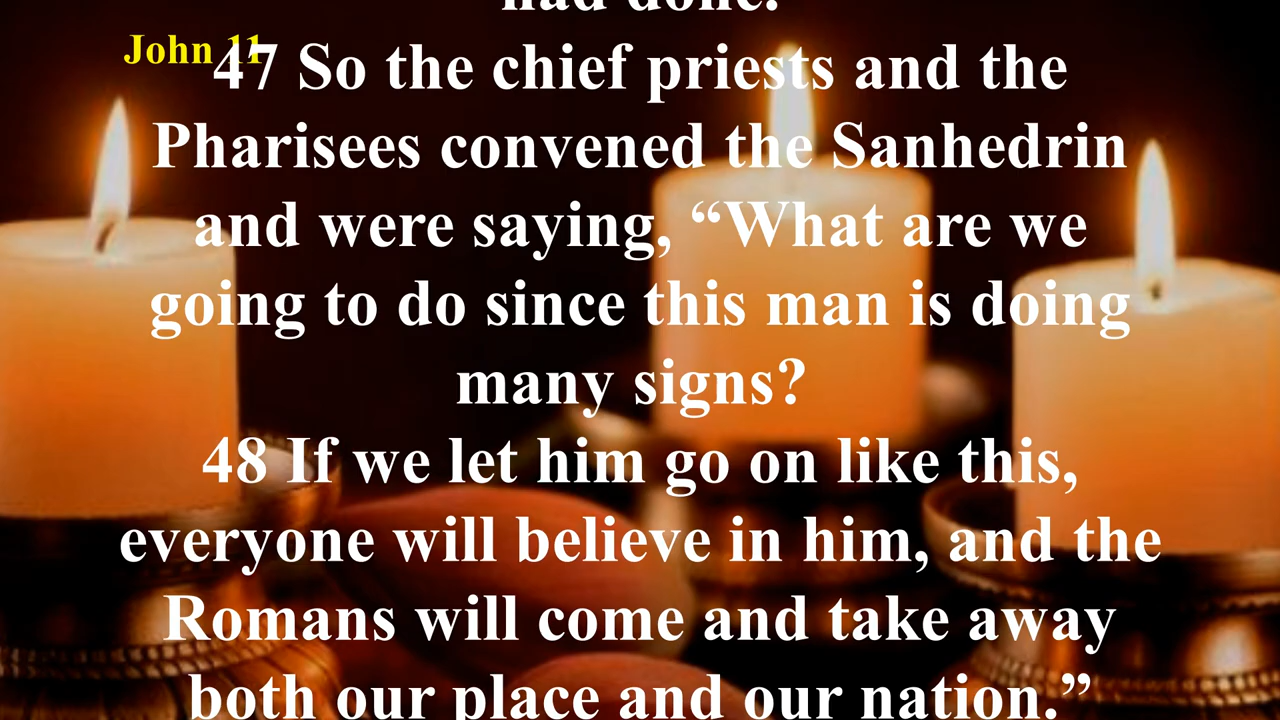 had done.
John 11
47 So the chief priests and the
Pharisees convened the Sanhedrin
and were saying, “What are we
going to do since this man is doing
many signs?
48 If we let him go on like this,
everyone will believe in him, and the
Romans will come and take away
both our place and our nation.”